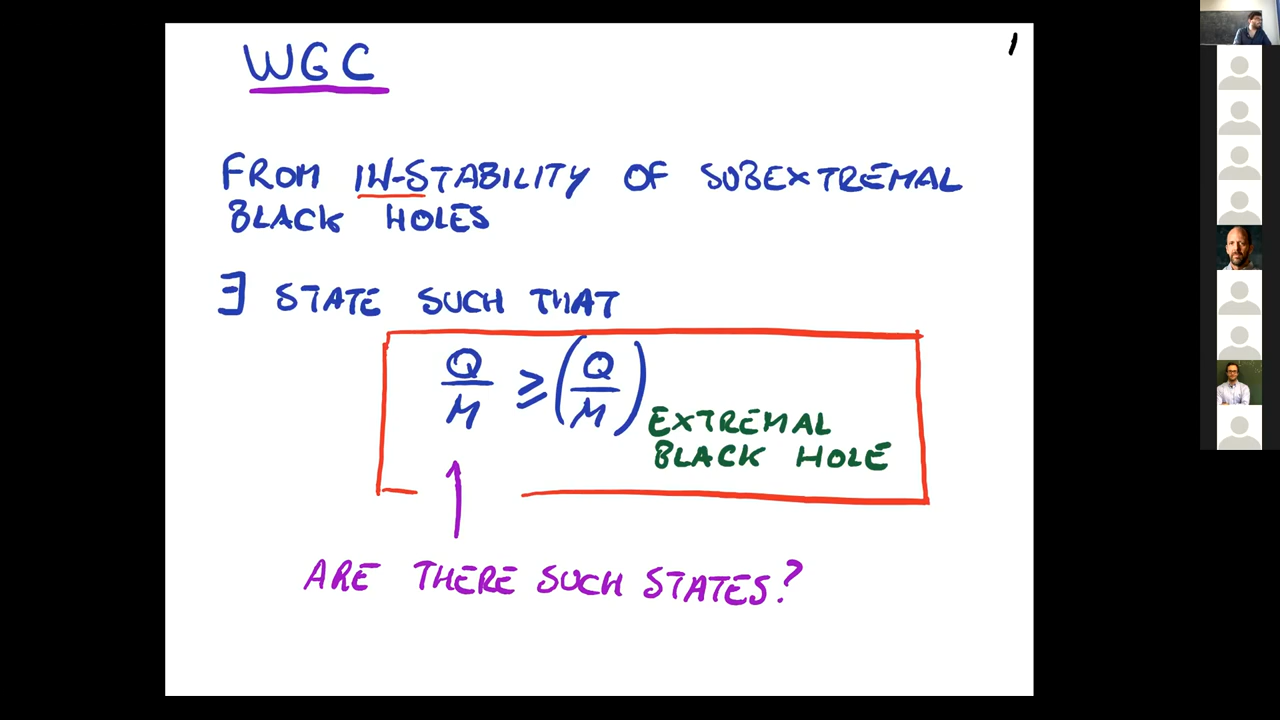 WGC
1
FROM IN-STABILITY OF SUBEXTREMAL
BLACK HOLES
∃ STATE SUCH THAT
Q/M ≥ (Q/M) EXTREMAL
BLACK HOLE
ARE THERE SUCH STATES?